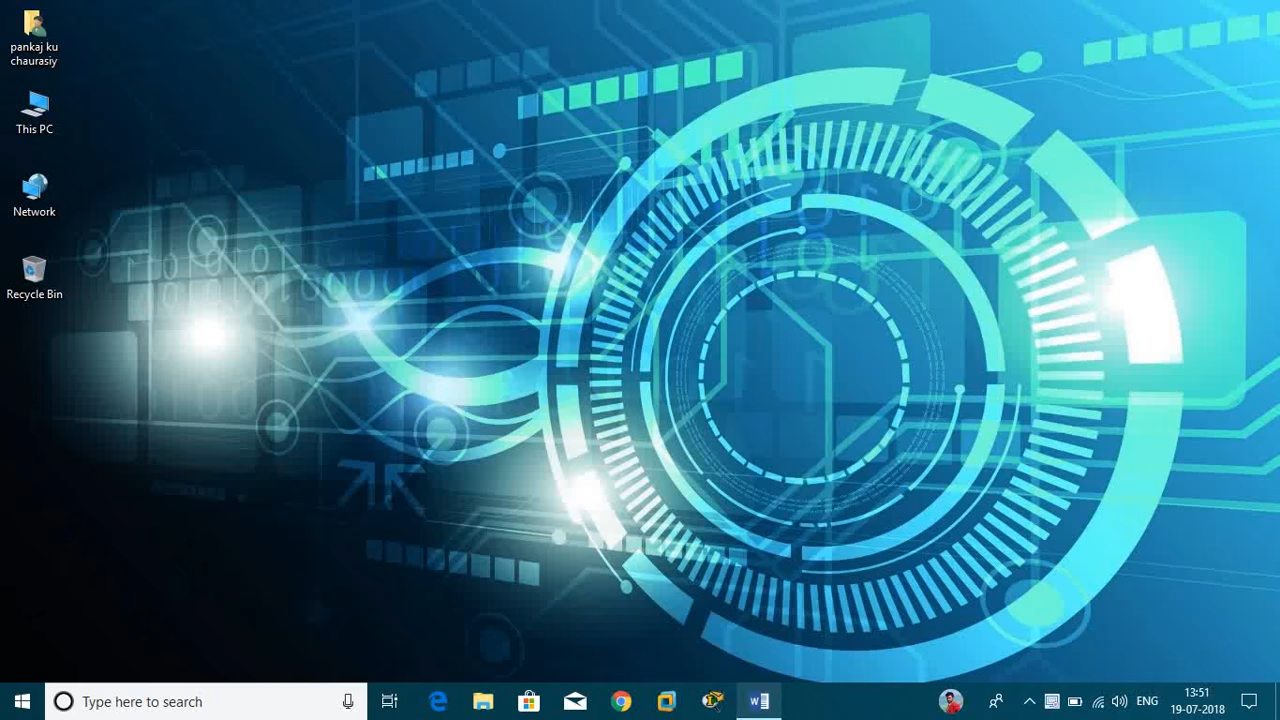 pankaj ku
chaurasiy
This PC
Network
Recycle Bin
Type here to search
ENG
13:51
19-07-2018